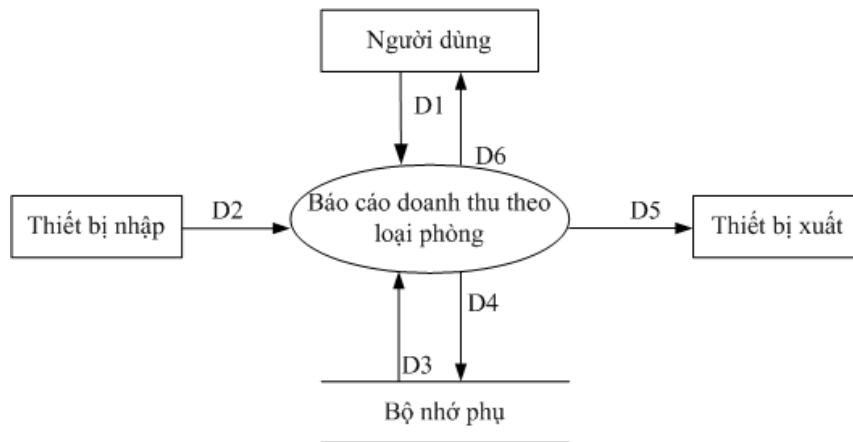 Người dùng
D1
D6
Thiết bị nhập
D2
Báo cáo doanh thu theo
loại phòng
D5
Thiết bị xuất
D4
D3
Bộ nhớ phụ